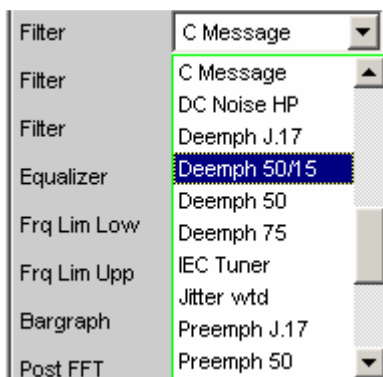 Filter C Message
Filter C Message
DC Noise HP
Filter Deemph J.17
Equalizer Deemph 50/15
Deemph 50
Frq Lim Low Deemph 75
Frq Lim Upp IEC Tuner
Jitter wtd
Bargraph Preemph J.17
Post FFT Preemph 50